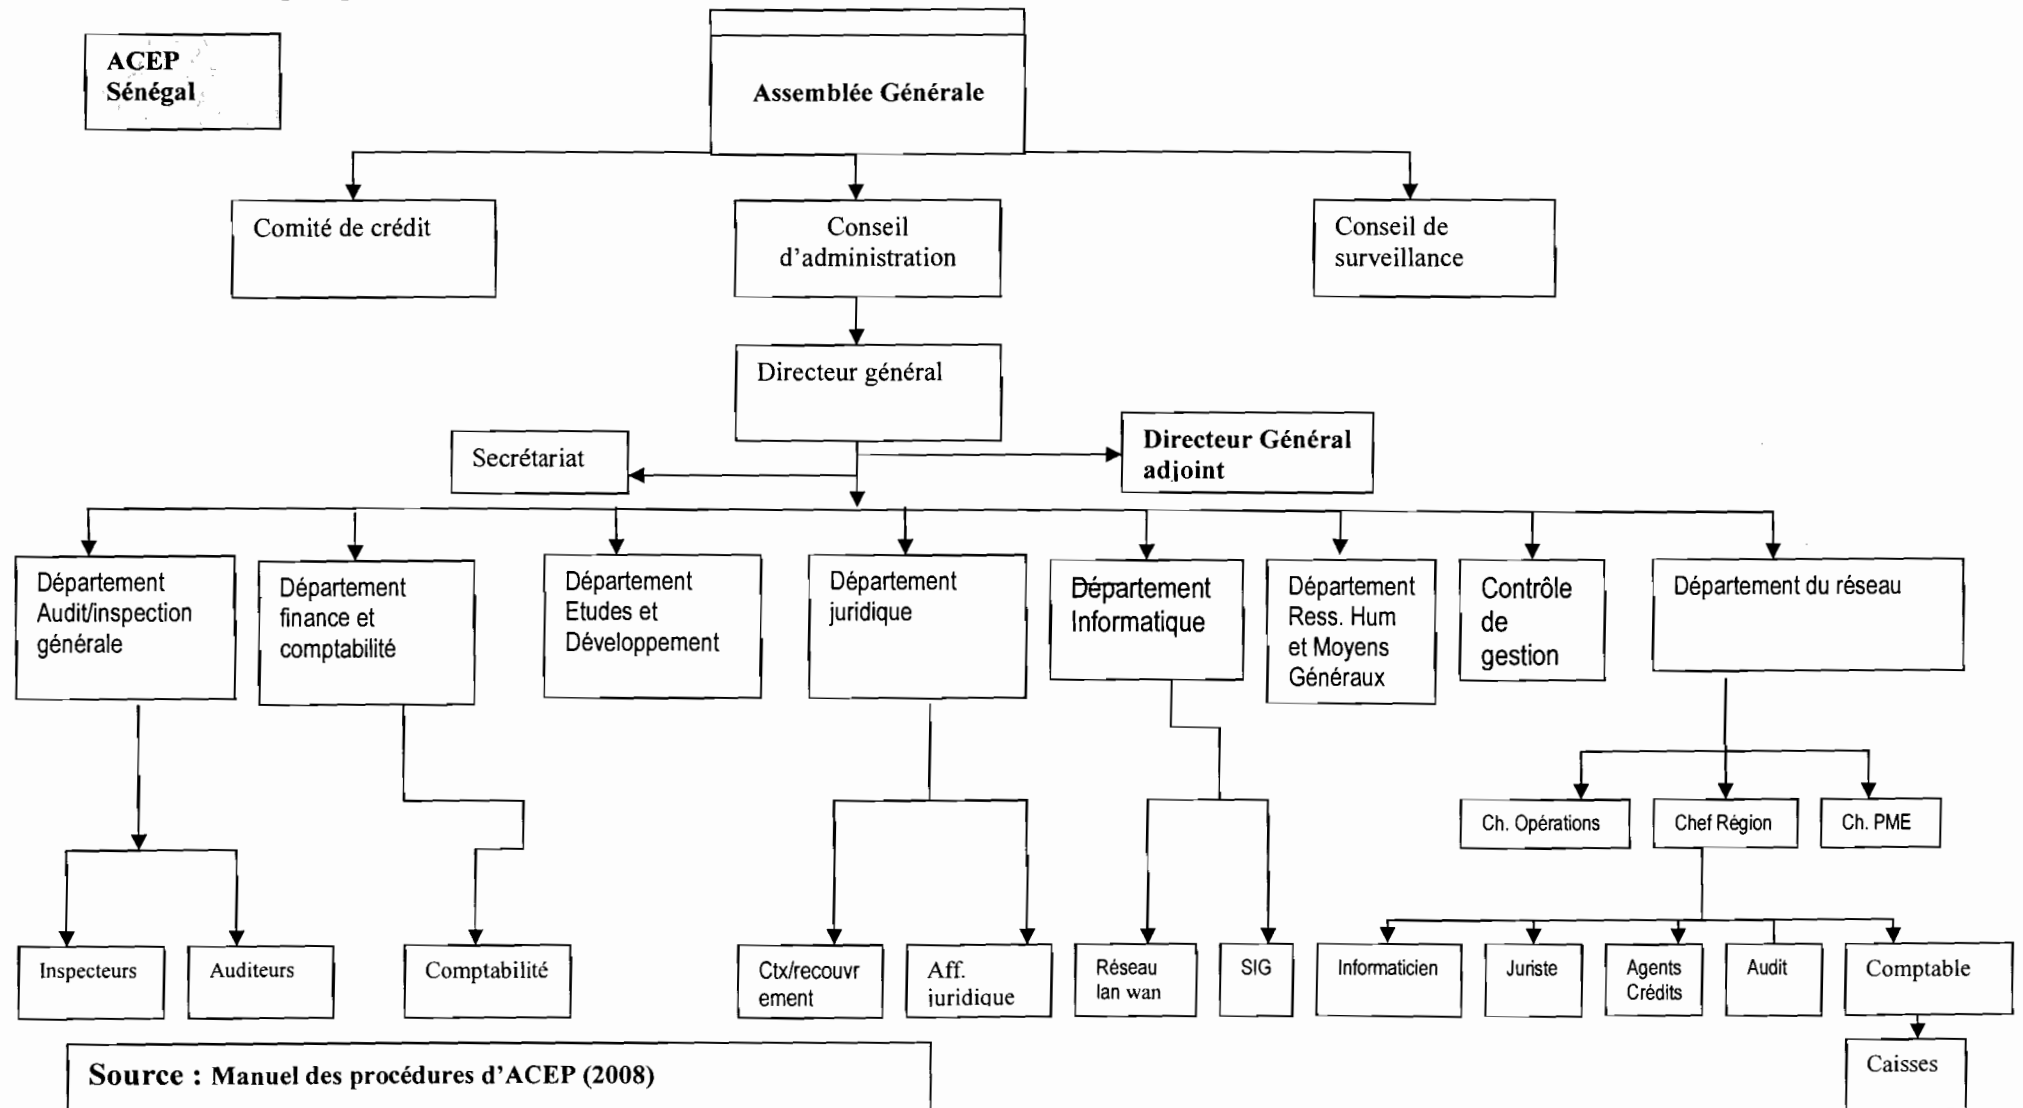 ACEP
Sénégal
Assemblée Générale
Comité de crédit
Conseil
d'administration
Conseil de
surveillance
Directeur général
Secrétariat
Directeur Général
adjoint
Département
Audit/inspection
générale
Département
finance et
comptabilité
Département
Etudes et
Développement
Département
juridique
Département
Informatique
Département
Ress. Hum
et Moyens
Généraux
Contrôle
de
gestion
Département du réseau
Ch. Opérations
Chef Région
Ch. PME
Inspecteurs
Auditeurs
Comptabilité
Ctx/recouvr
ement
Aff.
juridique
Réseau
lan wan
SIG
Informaticien
Juriste
Agents
Crédits
Audit
Comptable
Caisses
Source : Manuel des procédures d'ACEP (2008)